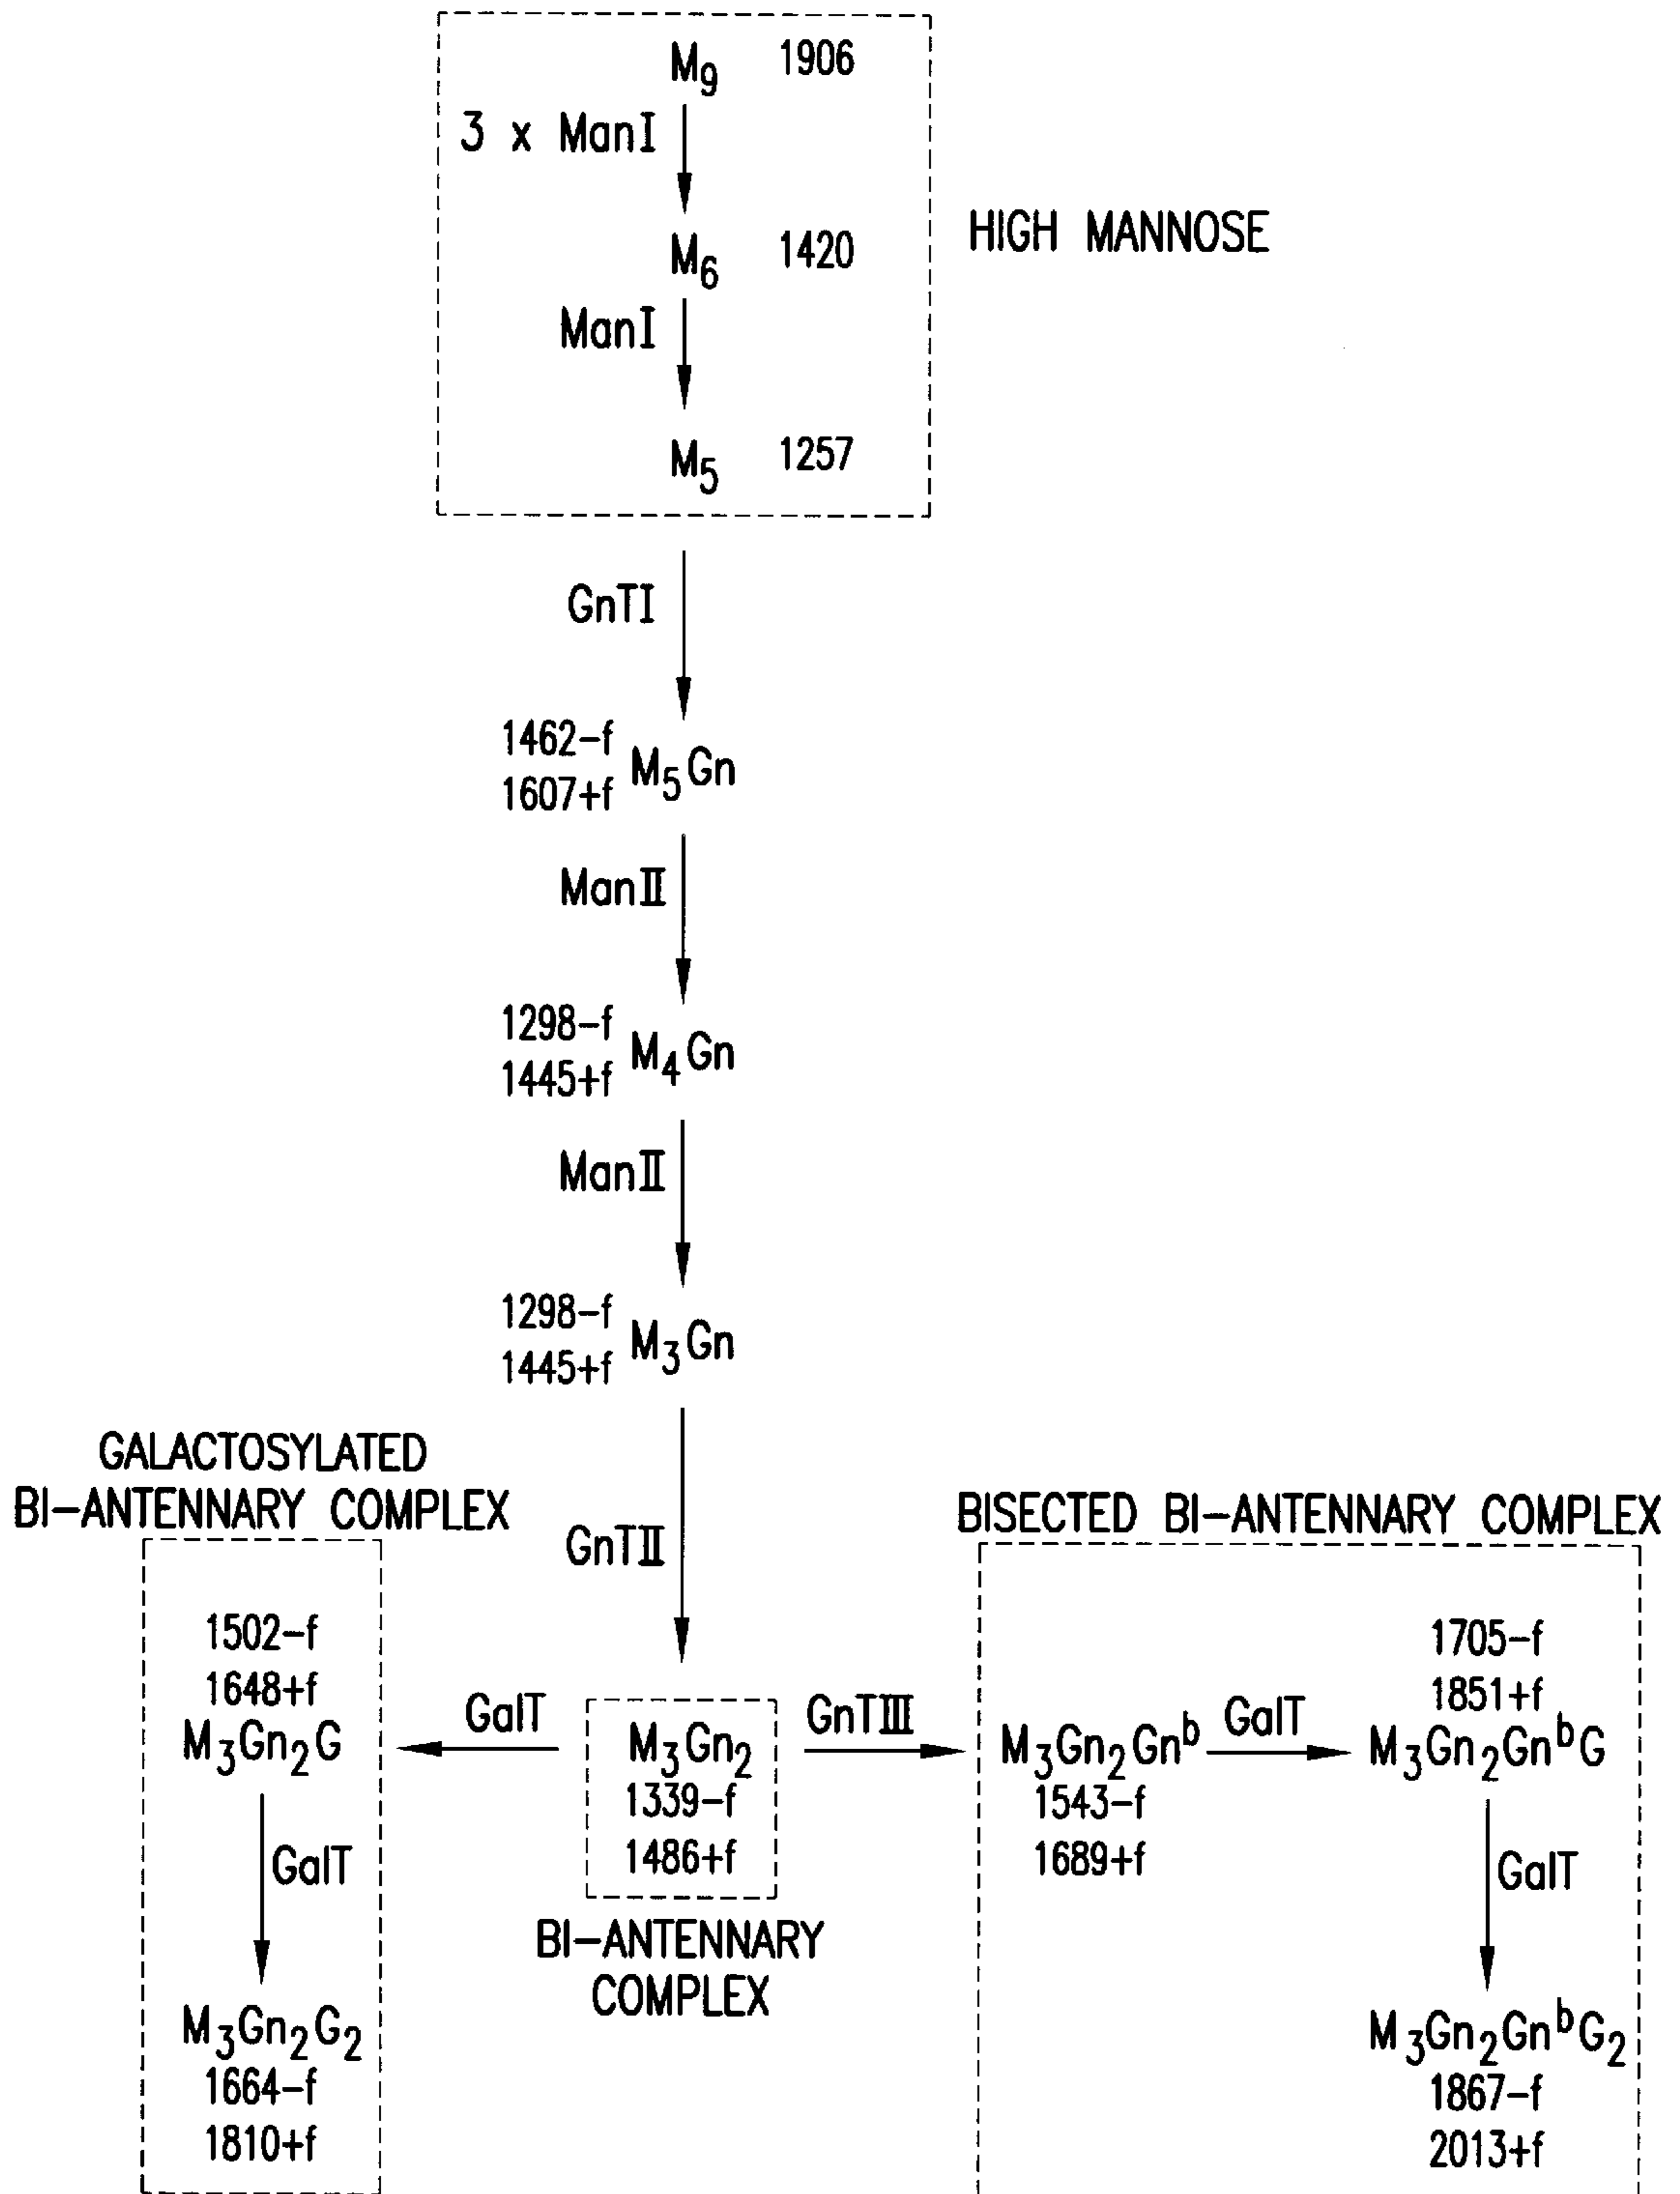 M₉ 1906
3 x ManI
M₆ 1420
HIGH MANNOSE
ManI
M₅ 1257
GnTI
1462-f
M₅Gn
1607+f
ManII
1298-f
M₄Gn
1445+f
ManII
1298-f
M₃Gn
1445+f
GALACTOSYLATED
BI-ANTENNARY COMPLEX
GnTII
BISECTED BI-ANTENNARY COMPLEX
1502-f
1648+f
M₃Gn₂G
GalT
M₃Gn₂
1339-f
1486+f
GnTIII
M₃Gn₂Gnᵇ
1543-f
1689+f
GalT
1705-f
1851+f
M₃Gn₂GnᵇG
GalT
GalT
BI-ANTENNARY
COMPLEX
M₃Gn₂G₂
1664-f
1810+f
M₃Gn₂GnᵇG₂
1867-f
2013+f